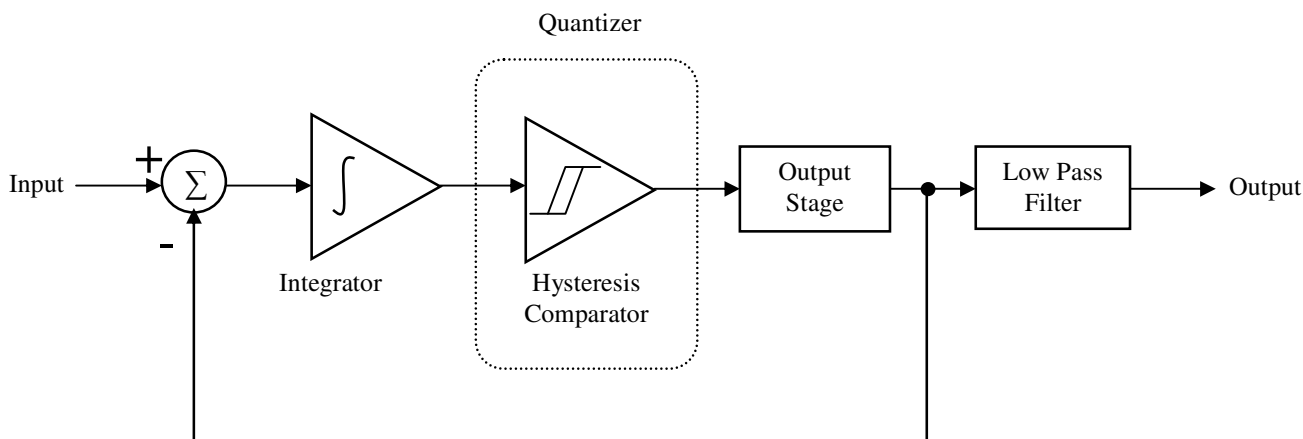 Quantizer
+
Input
∑
-
∫
Integrator
Hysteresis
Comparator
Output
Stage
Low Pass
Filter
Output